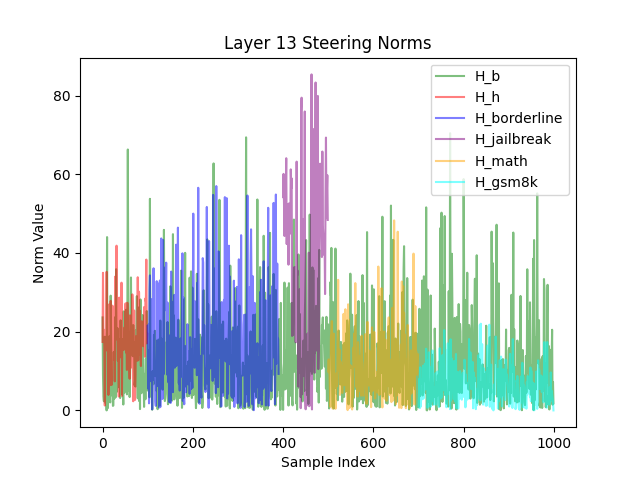 Layer 13 Steering Norms
H_b
H_h
H_borderline
H_jailbreak
H_math
H_gsm8k
Norm Value
80
60
40
20
0
0
200
400
600
800
1000
Sample Index